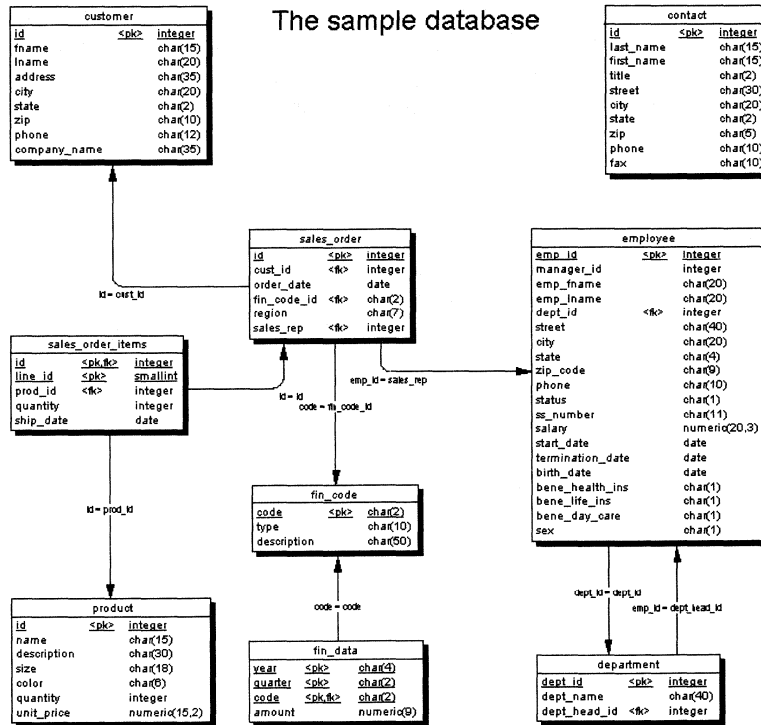 The sample database
customer
id <pk> integer
fname char(15)
lname char(20)
address char(35)
city char(20)
state char(2)
zip char(10)
phone char(12)
company_name char(35)
contact
id <pk> integer
last_name char(15)
first_name char(15)
title char(2)
street char(30)
city char(20)
state char(2)
zip char(5)
phone char(10)
fax char(10)
sales_order
id <pk> integer
cust_id <fk> integer
order_date date
fin_code_id <fk> char(2)
region char(7)
sales_rep <fk> integer
employee
emp_id <pk> integer
manager_id integer
emp_fname char(20)
emp_lname char(20)
dept_id <fk> integer
street char(40)
city char(20)
state char(4)
zip_code char(9)
phone char(10)
status char(1)
ss_number char(11)
salary numeric(20,3)
start_date date
termination_date date
birth_date date
bene_health_ins char(1)
bene_life_ins char(1)
bene_day_care char(1)
sex char(1)
id = cust_id
sales_order_items
id <pk,fk> integer
line_id <pk> smallint
prod_id <fk> integer
quantity integer
ship_date date
id = id
code = fin_code_id
emp_id = sales_rep
id = prod_id
fin_code
code <pk> char(2)
type char(10)
description char(50)
code = code
dept_id = dept_id
emp_id = dept_head_id
product
id <pk> integer
name char(15)
description char(30)
size char(18)
color char(6)
quantity integer
unit_price numeric(15,2)
fin_data
year <pk> char(4)
quarter <pk> char(2)
code <pk,fk> char(2)
amount numeric(9)
department
dept_id <pk> integer
dept_name char(40)
dept_head_id <fk> integer